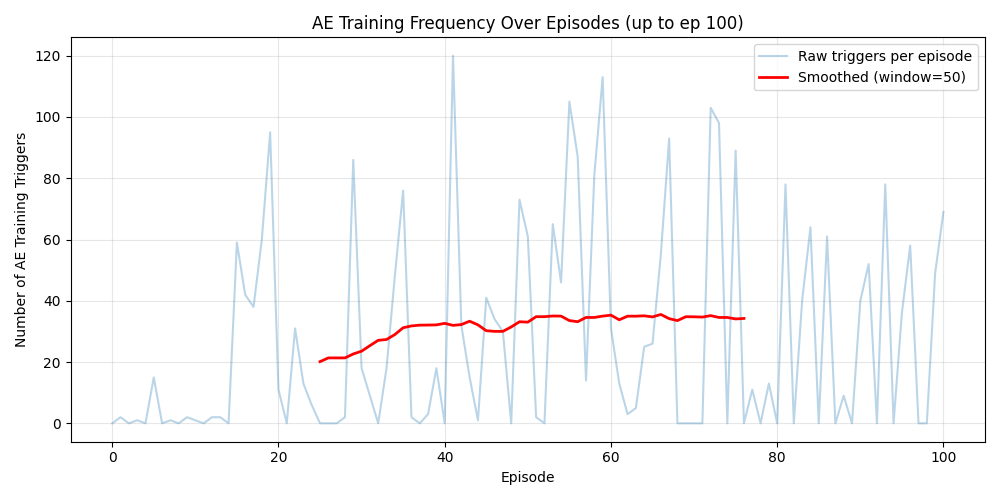 AE Training Frequency Over Episodes (up to ep 100)
Raw triggers per episode
Smoothed (window=50)
Number of AE Training Triggers
120
100
80
60
40
20
0
0 20 40 60 80 100
Episode